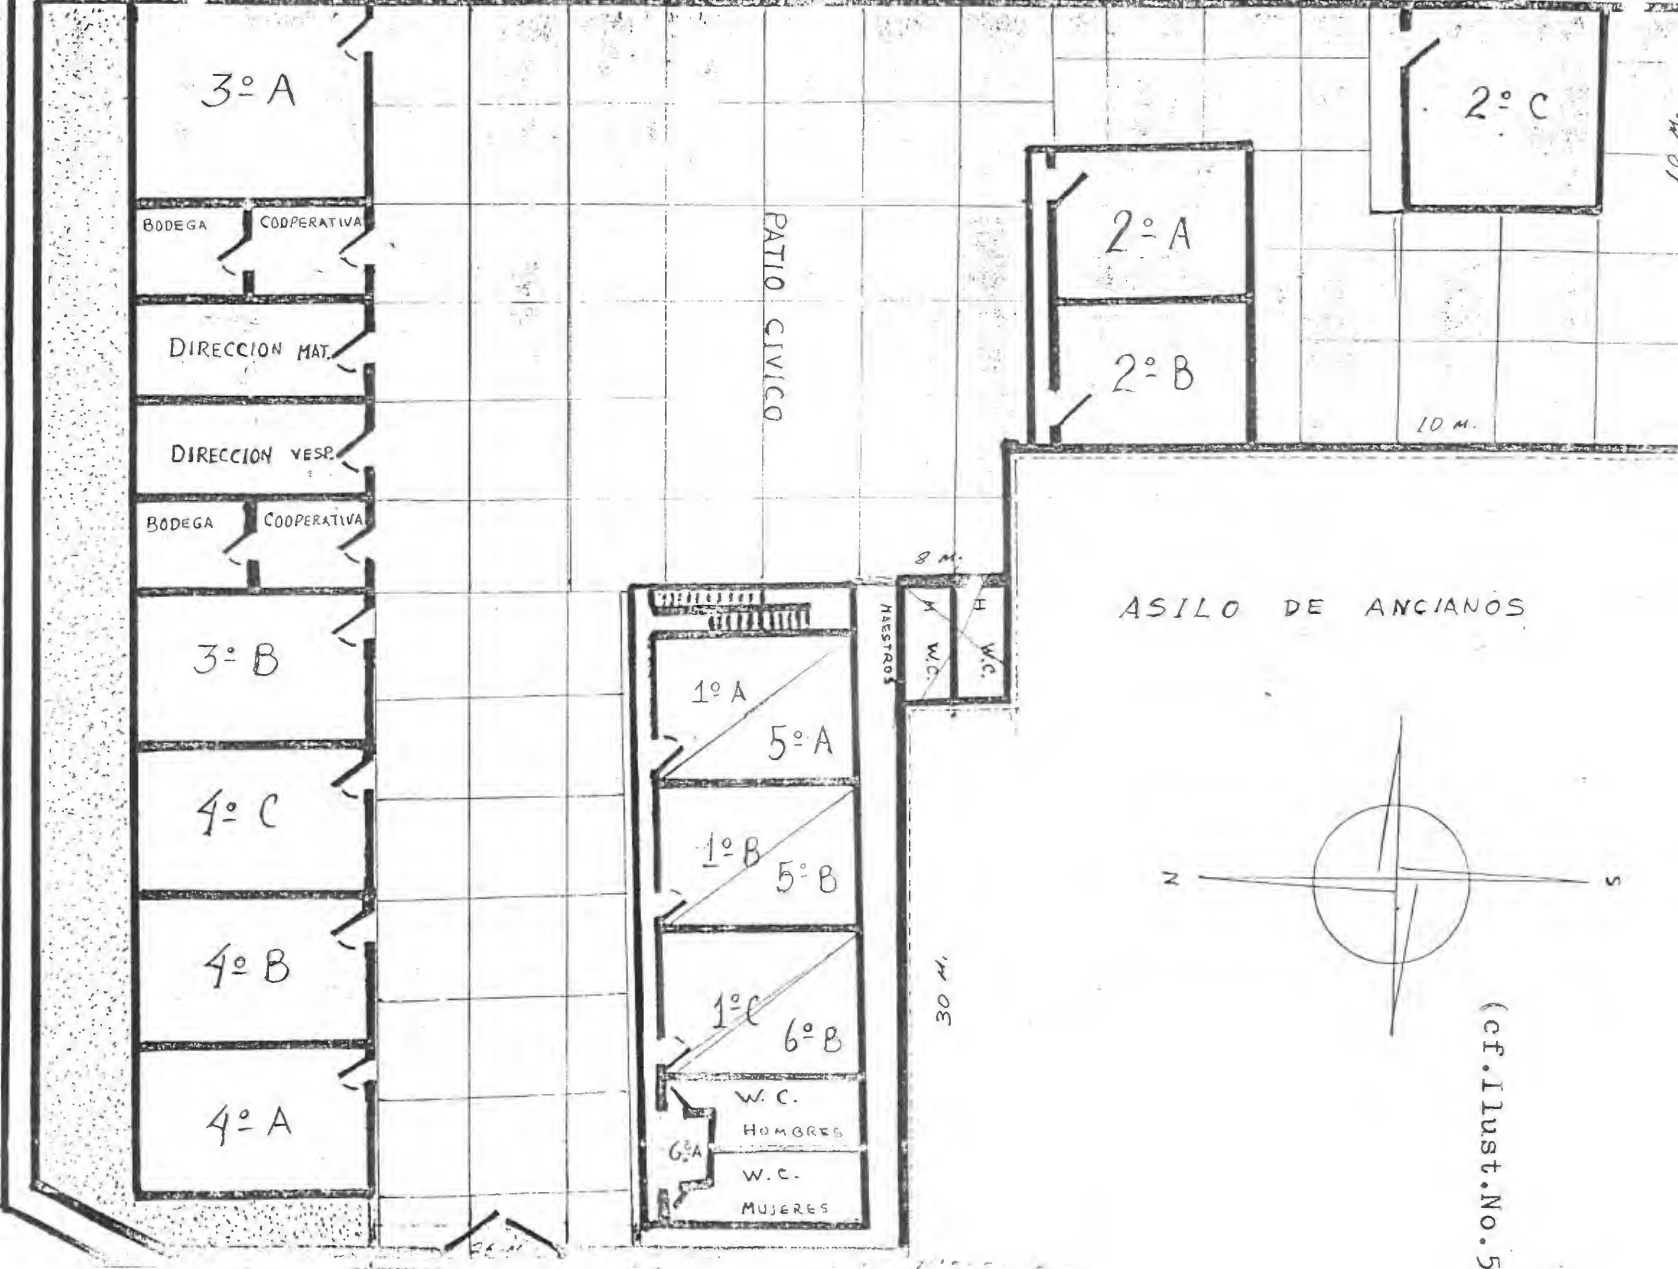 3º A
BODEGA
COOPERATIVA
DIRECCION MAT.
DIRECCION VESP.
BODEGA
COOPERATIVA
3º B
4º C
4º B
4º A
PATIO CIVICO
2º A
2º B
2º C
10 M.
10 M.
8 M.
MAESTROS
M
W.C.
H
W.C.
1º A
5º A
1º B
5º B
1º C
6º B
W.C.
HOMBRES
6º A
W.C.
MUJERES
30 M.
26 M
ASILO DE ANCIANOS
N
S
(cf.Ilust.No.5